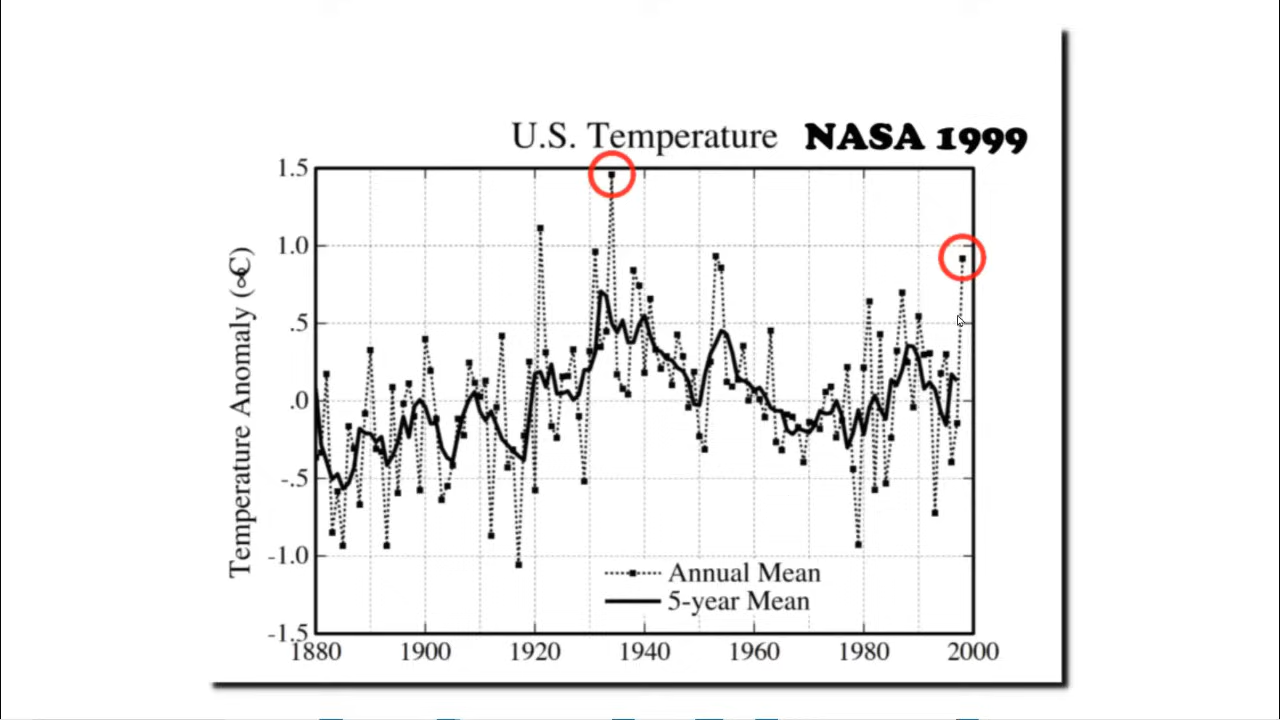 U.S. Temperature NASA 1999
1.5
1.0
.5
.0
-.5
-1.0
-1.5
Temperature Anomaly (°C)
Annual Mean
5-year Mean
1880 1900 1920 1940 1960 1980 2000